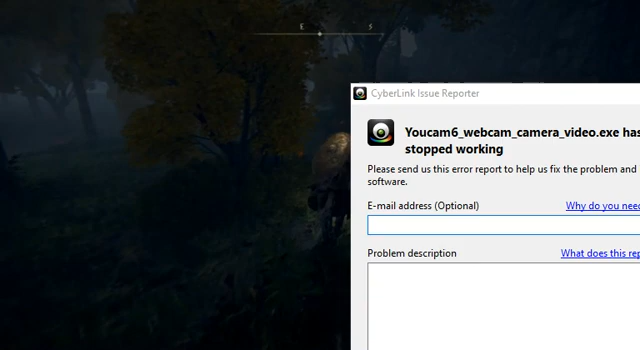 E S
CyberLink Issue Reporter
Youcam6_webcam_camera_video.exe has
stopped working
Please send us this error report to help us fix the problem and
software.
E-mail address (Optional) Why do you need
Problem description What does this rep